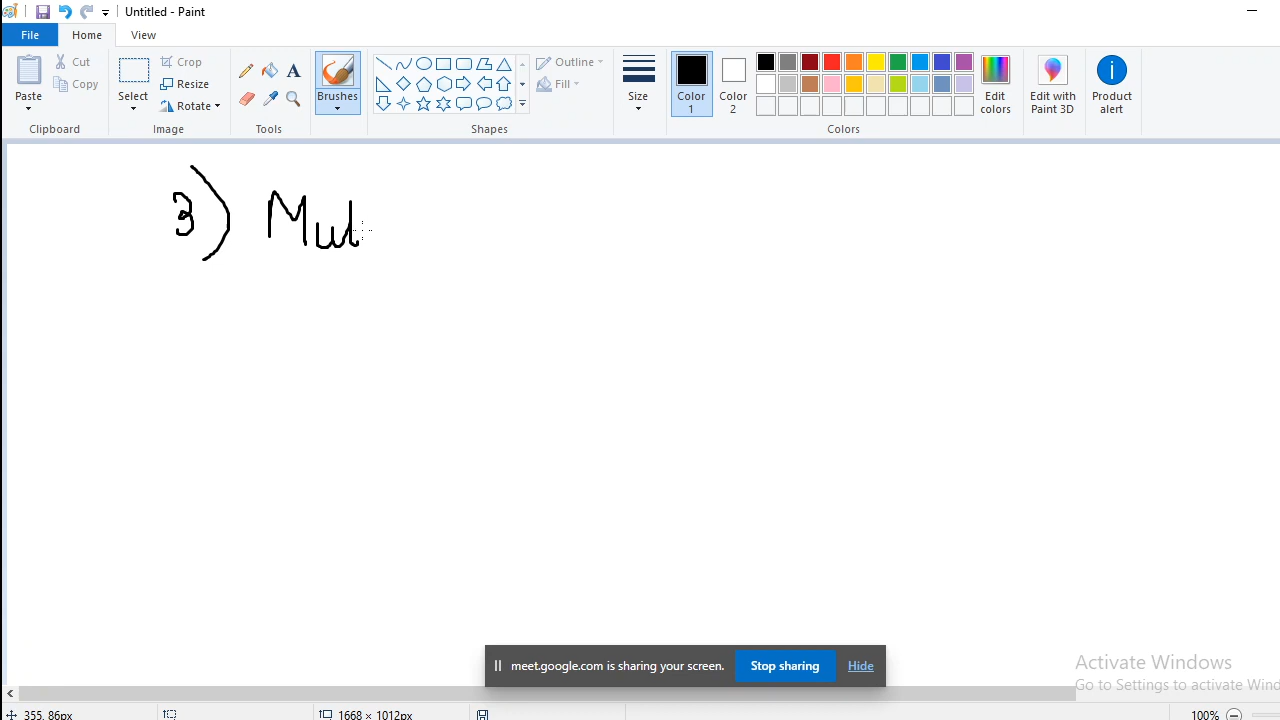 Untitled - Paint
File Home View
Paste
Cut
Copy
Clipboard
Select
Crop
Resize
Rotate
Image
Tools
Brushes
Shapes
Outline
Fill
Size
Color 1
Color 2
Colors
Edit colors
Edit with Paint 3D
Product alert
3) Mul
meet.google.com is sharing your screen. Stop sharing Hide
Activate Windows
Go to Settings to activate Wind
355, 86px 1668 × 1012px 100%